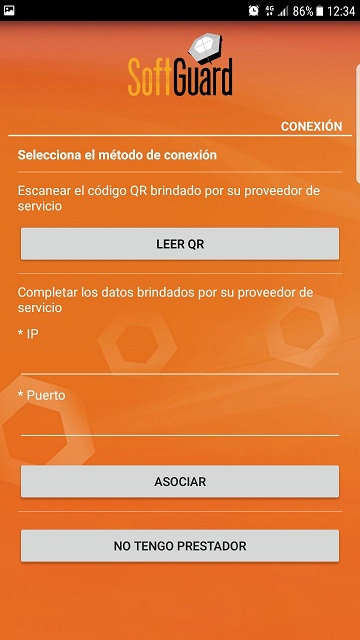 4G
86%
12:34
SoftGuard
CONEXIÓN
Selecciona el método de conexión
Escanear el código QR brindado por su proveedor de
servicio
LEER QR
Completar los datos brindados por su proveedor de
servicio
* IP
* Puerto
ASOCIAR
NO TENGO PRESTADOR